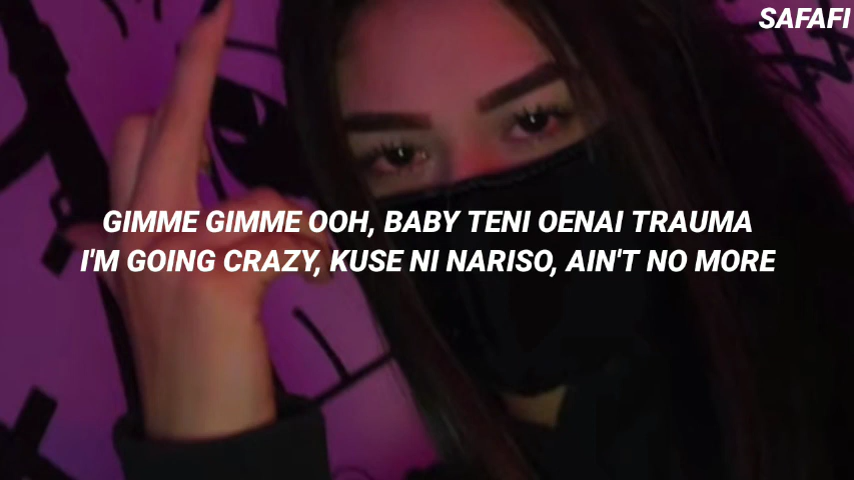 SAFAFI
GIMME GIMME OOH, BABY TENI OENAI TRAUMA
I'M GOING CRAZY, KUSE NI NARISO, AIN'T NO MORE